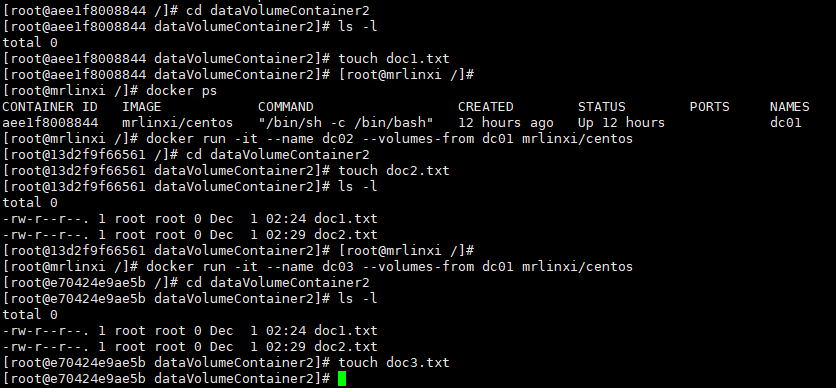 [root@aee1f8008844 /]# cd dataVolumeContainer2
[root@aee1f8008844 dataVolumeContainer2]# ls -l
total 0
[root@aee1f8008844 dataVolumeContainer2]# touch doc1.txt
[root@aee1f8008844 dataVolumeContainer2]# [root@mrlinxi /]#
[root@mrlinxi /]# docker ps
CONTAINER ID   IMAGE            COMMAND                  CREATED        STATUS        PORTS     NAMES
aee1f8008844   mrlinxi/centos   "/bin/sh -c /bin/bash"   12 hours ago   Up 12 hours             dc01
[root@mrlinxi /]# docker run -it --name dc02 --volumes-from dc01 mrlinxi/centos
[root@13d2f9f66561 /]# cd dataVolumeContainer2
[root@13d2f9f66561 dataVolumeContainer2]# touch doc2.txt
[root@13d2f9f66561 dataVolumeContainer2]# ls -l
total 0
-rw-r--r--. 1 root root 0 Dec  1 02:24 doc1.txt
-rw-r--r--. 1 root root 0 Dec  1 02:29 doc2.txt
[root@13d2f9f66561 dataVolumeContainer2]# [root@mrlinxi /]#
[root@mrlinxi /]# docker run -it --name dc03 --volumes-from dc01 mrlinxi/centos
[root@e70424e9ae5b /]# cd dataVolumeContainer2
[root@e70424e9ae5b dataVolumeContainer2]# ls -l
total 0
-rw-r--r--. 1 root root 0 Dec  1 02:24 doc1.txt
-rw-r--r--. 1 root root 0 Dec  1 02:29 doc2.txt
[root@e70424e9ae5b dataVolumeContainer2]# touch doc3.txt
[root@e70424e9ae5b dataVolumeContainer2]#